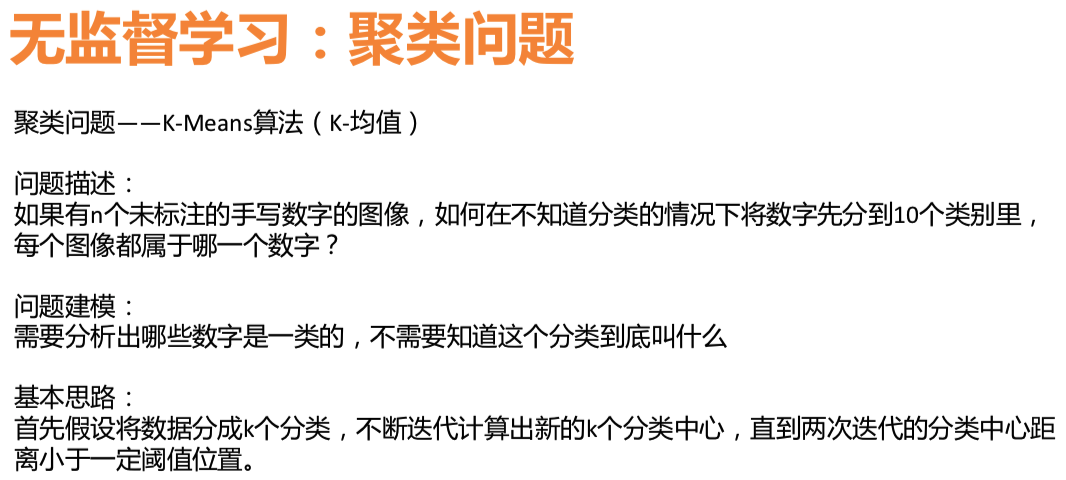 无监督学习：聚类问题
聚类问题——K-Means算法（K-均值）
问题描述：
如果有n个未标注的手写数字的图像，如何在不知道分类的情况下将数字先分到10个类别里，
每个图像都属于哪一个数字？
问题建模：
需要分析出哪些数字是一类的，不需要知道这个分类到底叫什么
基本思路：
首先假设将数据分成k个分类，不断迭代计算出新的k个分类中心，直到两次迭代的分类中心距
离小于一定阈值位置。